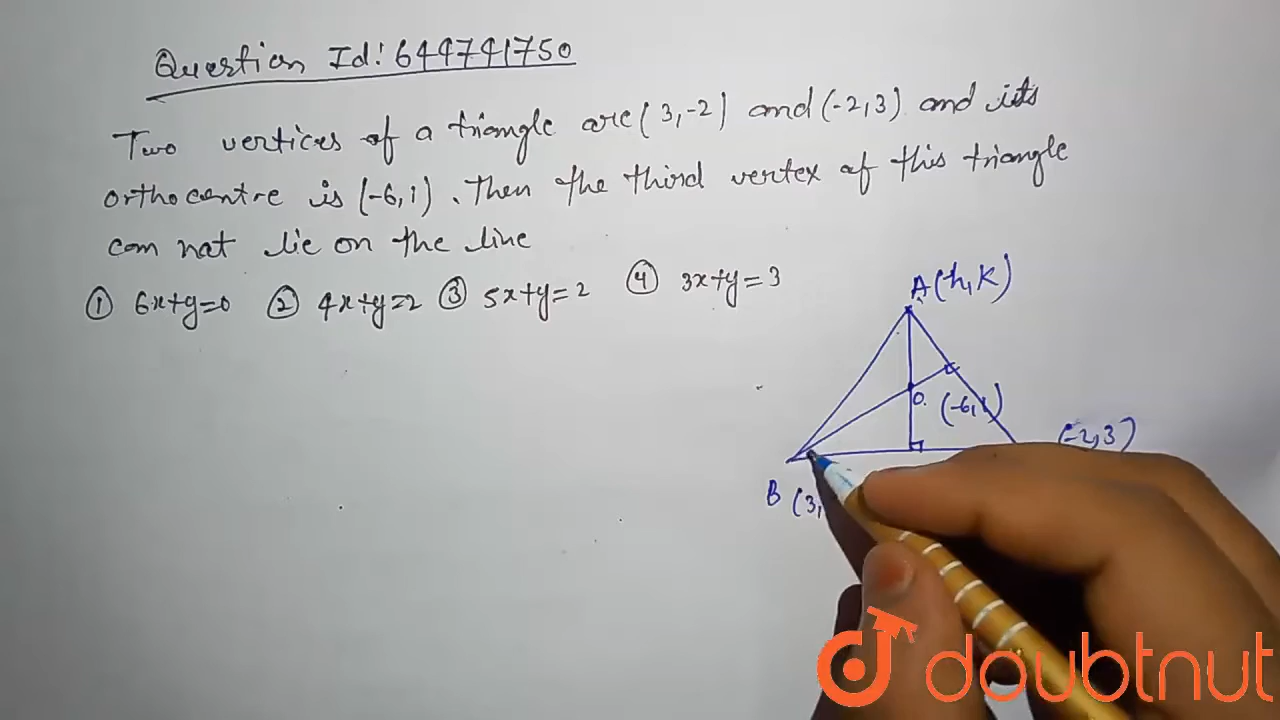 Question Id: 644741750
Two vertices of a triangle are (3,-2) and (-2,3) and its
orthocentre is (-6,1). Then the third vertex of this triangle
can not lie on the line
① 6x+y=0 ② 4x+y=2 ③ 5x+y=2 ④ 3x+y=3
A(h,K)
O. (-6,1)
(-2,3)
B (3,
doubtnut